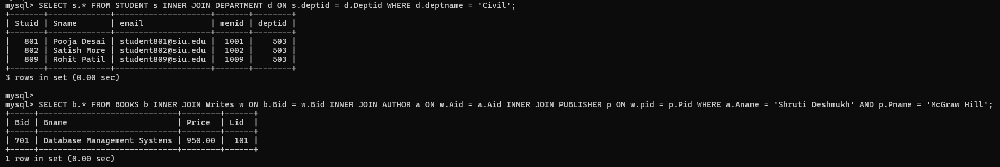 mysql> SELECT s.* FROM STUDENT s INNER JOIN DEPARTMENT d ON s.deptid = d.Deptid WHERE d.deptname = 'Civil';
+-------+-------------+--------------------+-------+--------+
| Stuid | Sname       | email              | memid | deptid |
+-------+-------------+--------------------+-------+--------+
|   801 | Pooja Desai | student801@siu.edu |  1001 |    503 |
|   802 | Satish More | student802@siu.edu |  1002 |    503 |
|   809 | Rohit Patil | student809@siu.edu |  1009 |    503 |
+-------+-------------+--------------------+-------+--------+
3 rows in set (0.00 sec)

mysql>
mysql> SELECT b.* FROM BOOKS b INNER JOIN Writes w ON b.Bid = w.Bid INNER JOIN AUTHOR a ON w.Aid = a.Aid INNER JOIN PUBLISHER p ON w.pid = p.Pid WHERE a.Aname = 'Shruti Deshmukh' AND p.Pname = 'McGraw Hill';
+-----+-----------------------------+--------+------+
| Bid | Bname                       | Price  | Lid  |
+-----+-----------------------------+--------+------+
| 701 | Database Management Systems | 950.00 |  101 |
+-----+-----------------------------+--------+------+
1 row in set (0.00 sec)